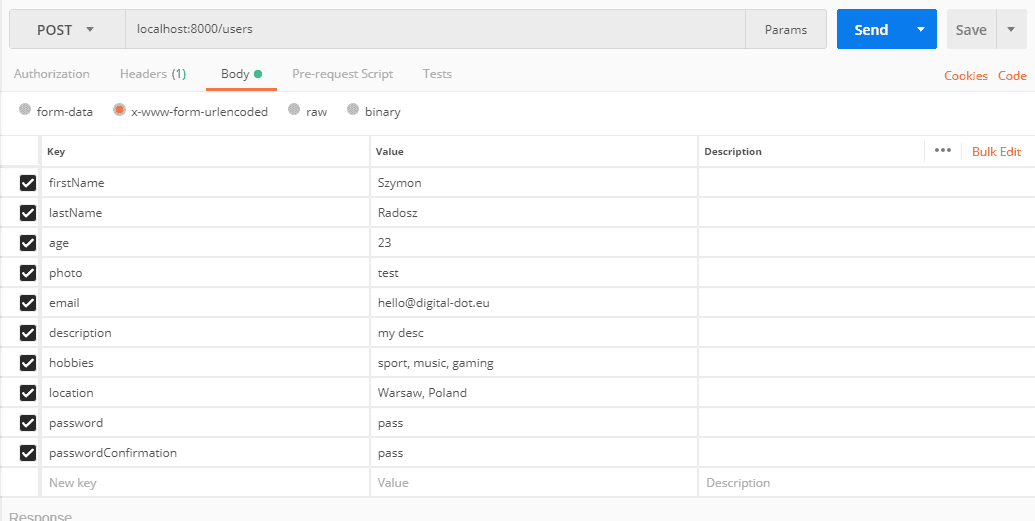 POST localhost:8000/users Params Send Save
Authorization Headers (1) Body Pre-request Script Tests Cookies Code
form-data x-www-form-urlencoded raw binary
Key Value Description ••• Bulk Edit
firstName Szymon
lastName Radosz
age 23
photo test
email hello@digital-dot.eu
description my desc
hobbies sport, music, gaming
location Warsaw, Poland
password pass
passwordConfirmation pass
New key Value Description
Response